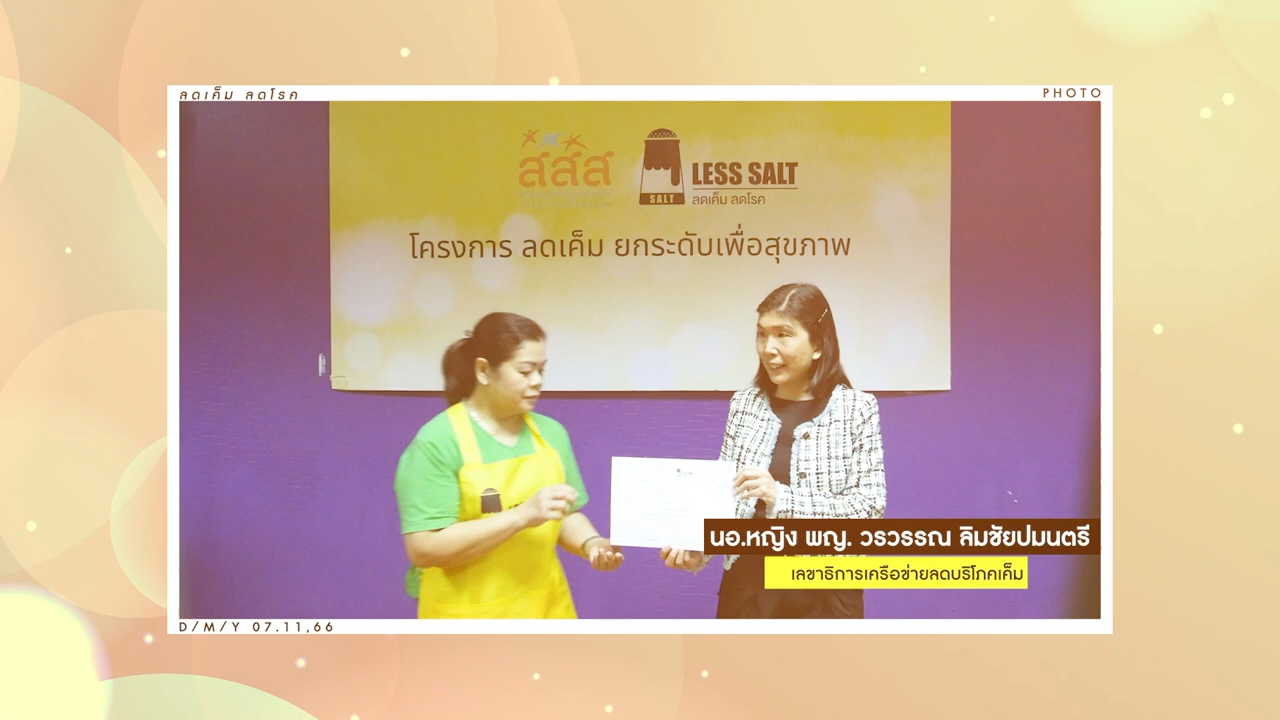 ลดเค็ม ลดโรค
PHOTO
สสส
SALT
LESS SALT
ลดเค็ม ลดโรค
โครงการ ลดเค็ม ยกระดับเพื่อสุขภาพ
นอ.หญิง พญ. วรวรรณ ลิมชัยปมนตรี
เลขาธิการเครือข่ายลดบริโภคเค็ม
D/M/Y 07.11,66